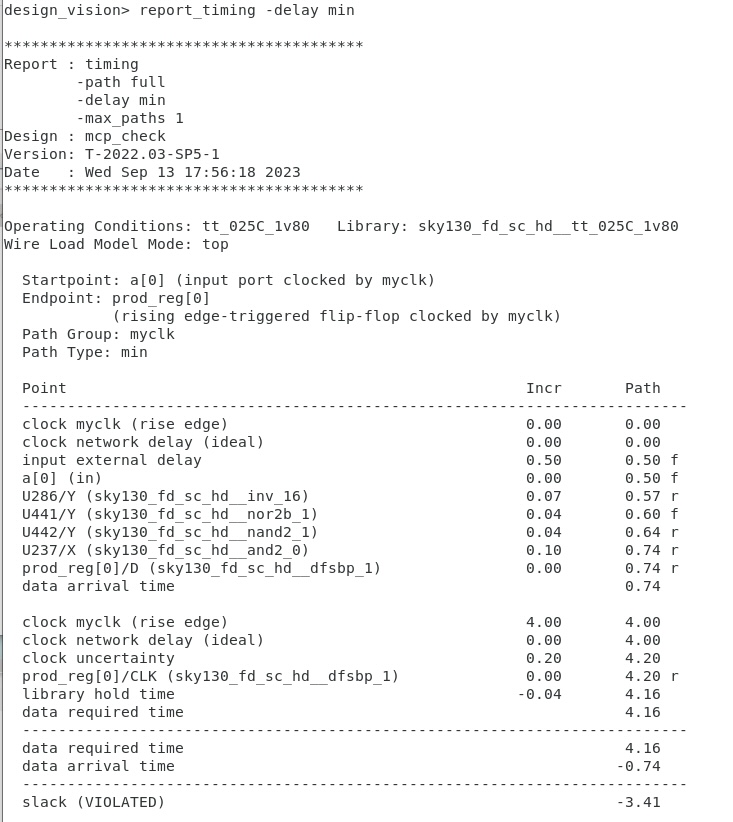 design_vision> report_timing -delay min

****************************************
Report : timing
        -path full
        -delay min
        -max_paths 1
Design : mcp_check
Version: T-2022.03-SP5-1
Date   : Wed Sep 13 17:56:18 2023
****************************************

Operating Conditions: tt_025C_1v80   Library: sky130_fd_sc_hd__tt_025C_1v80
Wire Load Model Mode: top

  Startpoint: a[0] (input port clocked by myclk)
  Endpoint: prod_reg[0]
            (rising edge-triggered flip-flop clocked by myclk)
  Path Group: myclk
  Path Type: min

  Point                                                   Incr       Path
  --------------------------------------------------------------------------
  clock myclk (rise edge)                                 0.00       0.00
  clock network delay (ideal)                             0.00       0.00
  input external delay                                    0.50       0.50 f
  a[0] (in)                                               0.00       0.50 f
  U286/Y (sky130_fd_sc_hd__inv_16)                        0.07       0.57 r
  U441/Y (sky130_fd_sc_hd__nor2b_1)                       0.04       0.60 f
  U442/Y (sky130_fd_sc_hd__nand2_1)                       0.04       0.64 r
  U237/X (sky130_fd_sc_hd__and2_0)                        0.10       0.74 r
  prod_reg[0]/D (sky130_fd_sc_hd__dfsbp_1)                0.00       0.74 r
  data arrival time                                                  0.74

  clock myclk (rise edge)                                 4.00       4.00
  clock network delay (ideal)                             0.00       4.00
  clock uncertainty                                       0.20       4.20
  prod_reg[0]/CLK (sky130_fd_sc_hd__dfsbp_1)              0.00       4.20 r
  library hold time                                      -0.04       4.16
  data required time                                                 4.16
  --------------------------------------------------------------------------
  data required time                                                 4.16
  data arrival time                                                 -0.74
  --------------------------------------------------------------------------
  slack (VIOLATED)                                                  -3.41